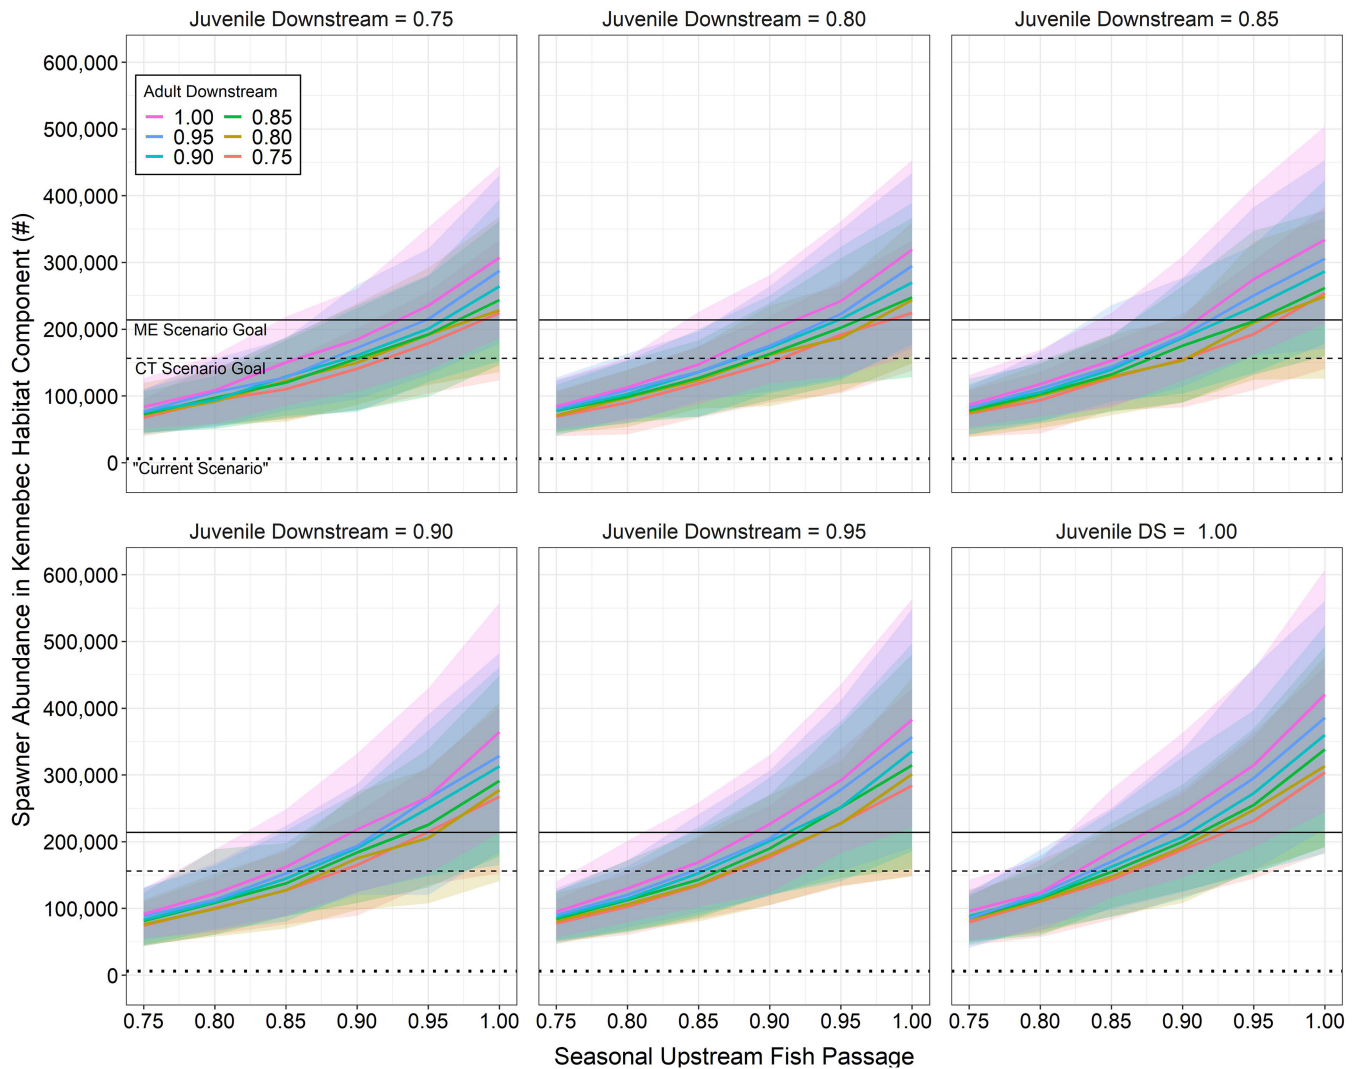 Juvenile Downstream = 0.75
Juvenile Downstream = 0.80
Juvenile Downstream = 0.85
600,000
500,000
400,000
300,000
200,000
100,000
0
Adult Downstream
1.00 0.85
0.95 0.80
0.90 0.75
ME Scenario Goal
CT Scenario Goal
"Current Scenario"
Spawner Abundance in Kennebec Habitat Component (#)
Juvenile Downstream = 0.90
Juvenile Downstream = 0.95
Juvenile DS = 1.00
600,000
500,000
400,000
300,000
200,000
100,000
0
0.75 0.80 0.85 0.90 0.95 1.00
0.75 0.80 0.85 0.90 0.95 1.00
0.75 0.80 0.85 0.90 0.95 1.00
Seasonal Upstream Fish Passage